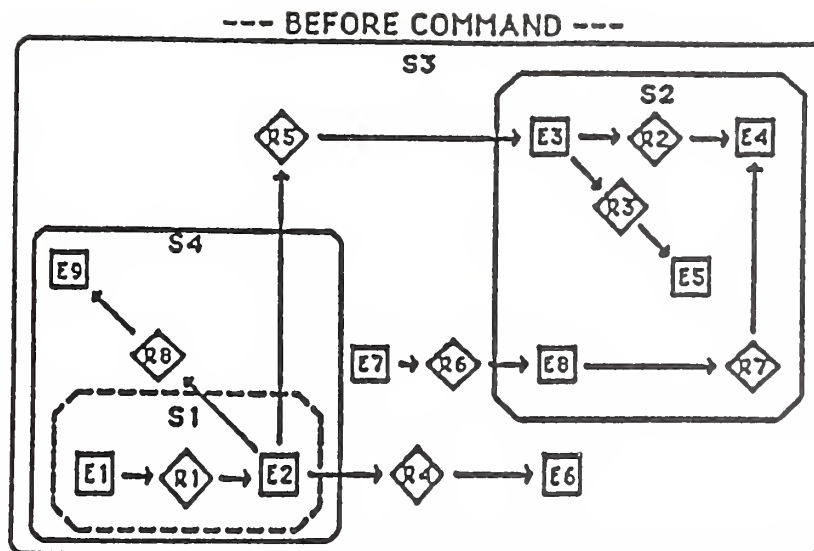 --- BEFORE COMMAND ---
S3
S2
R5
E3
R2
E4
R3
S4
E9
E5
R8
E7
R6
E8
R7
S1
E1
R1
E2
R4
E6